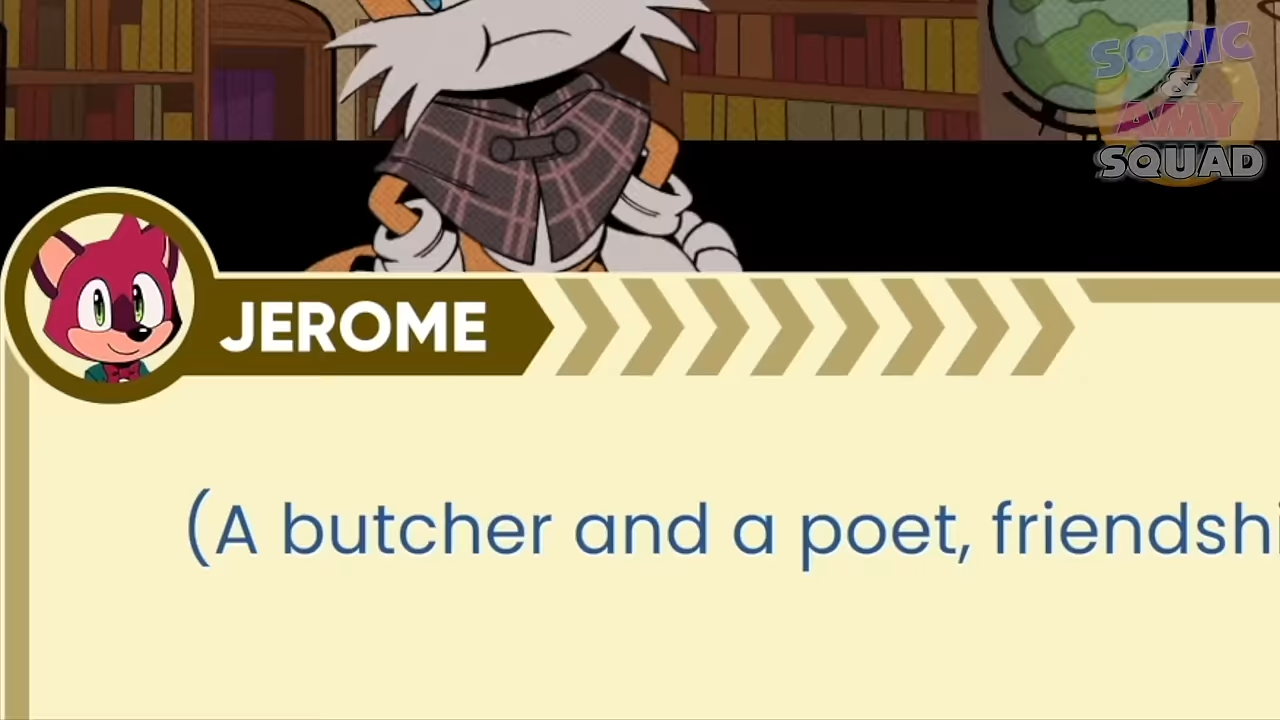 SONIC
&
AMY
SQUAD
JEROME
(A butcher and a poet, friendshi